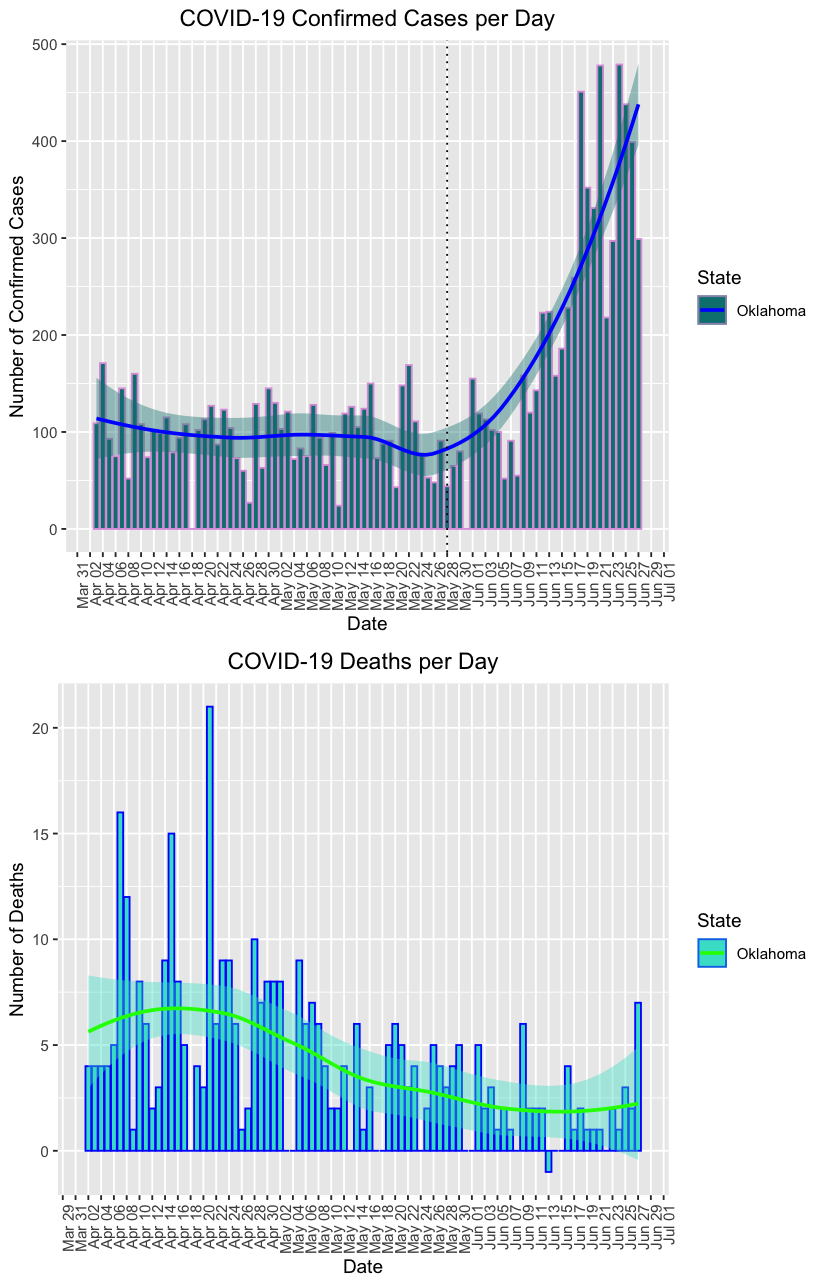 COVID-19 Confirmed Cases per Day
Number of Confirmed Cases
500
400
300
200
100
0
Mar 31
Apr 02
Apr 04
Apr 06
Apr 08
Apr 10
Apr 12
Apr 14
Apr 16
Apr 18
Apr 20
Apr 22
Apr 24
Apr 26
Apr 28
Apr 30
May 02
May 04
May 06
May 08
May 10
May 12
May 14
May 16
May 18
May 20
May 22
May 24
May 26
May 28
May 30
Jun 01
Jun 03
Jun 05
Jun 07
Jun 09
Jun 11
Jun 13
Jun 15
Jun 17
Jun 19
Jun 21
Jun 23
Jun 25
Jun 27
Jun 29
Jul 01
Date
State
Oklahoma
COVID-19 Deaths per Day
Number of Deaths
20
15
10
5
0
Mar 29
Mar 31
Apr 02
Apr 04
Apr 06
Apr 08
Apr 10
Apr 12
Apr 14
Apr 16
Apr 18
Apr 20
Apr 22
Apr 24
Apr 26
Apr 28
Apr 30
May 02
May 04
May 06
May 08
May 10
May 12
May 14
May 16
May 18
May 20
May 22
May 24
May 26
May 28
May 30
Jun 01
Jun 03
Jun 05
Jun 07
Jun 09
Jun 11
Jun 13
Jun 15
Jun 17
Jun 19
Jun 21
Jun 23
Jun 25
Jun 27
Jun 29
Jul 01
Date
State
Oklahoma